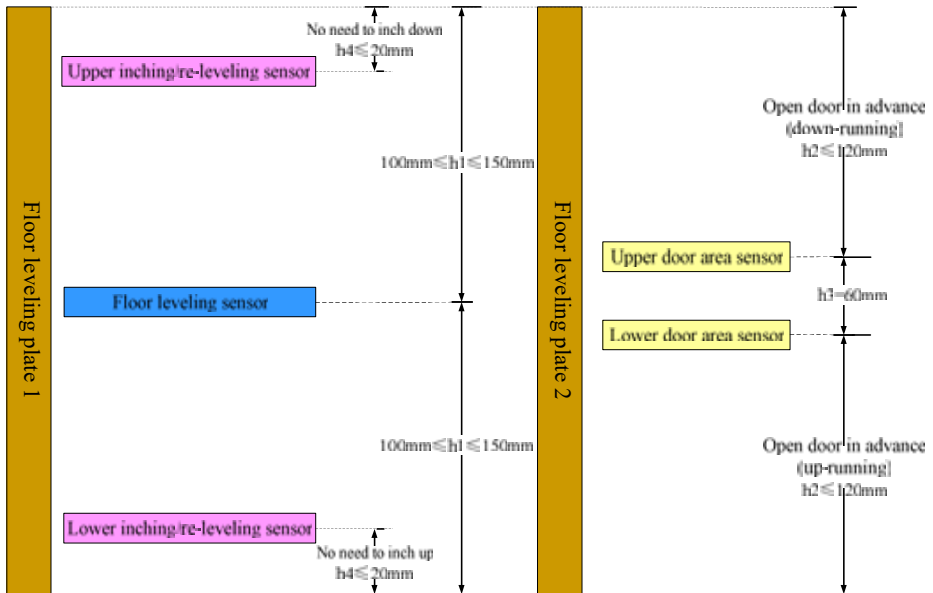 Floor leveling plate 1
No need to inch down
h4≤20mm
Upper inching/re-leveling sensor
100mm≤h1≤150mm
Floor leveling sensor
100mm≤h1≤150mm
Lower inching/re-leveling sensor
No need to inch up
h4≤20mm
Floor leveling plate 2
Open door in advance
(down-running)
h2≤120mm
Upper door area sensor
h3=60mm
Lower door area sensor
Open door in advance
(up-running)
h2≤120mm